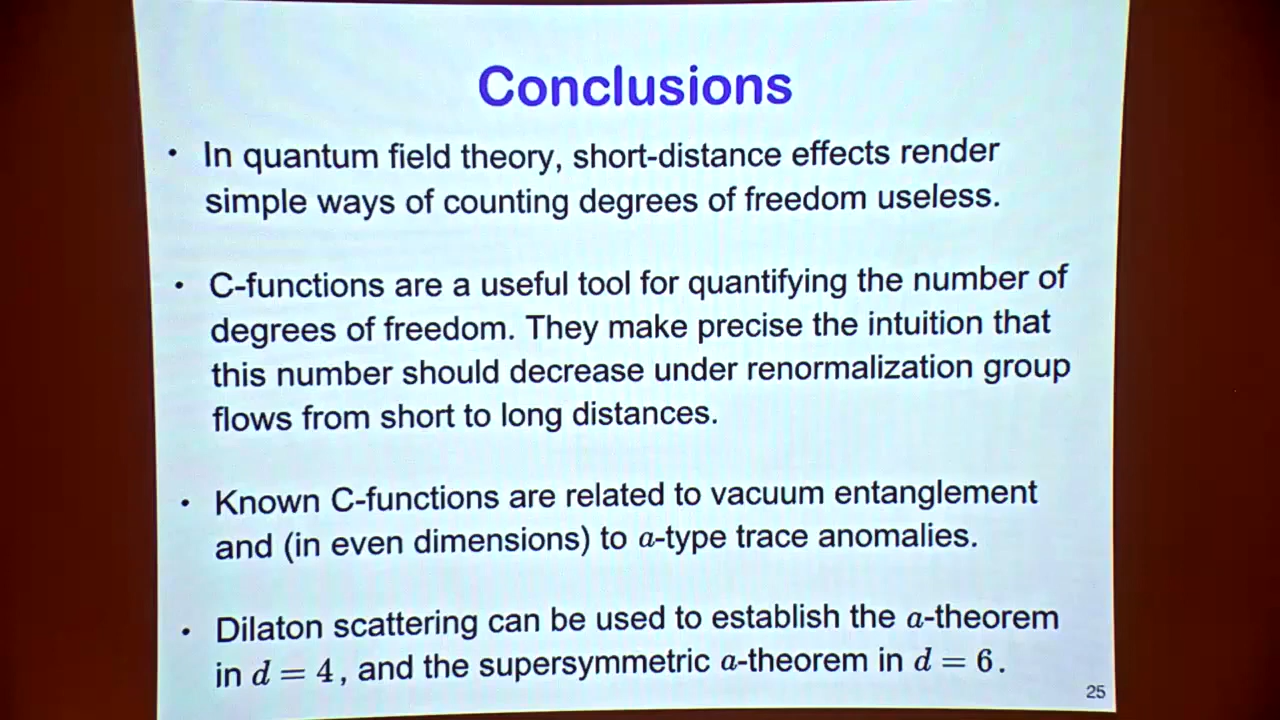 Conclusions
• In quantum field theory, short-distance effects render
simple ways of counting degrees of freedom useless.
• C-functions are a useful tool for quantifying the number of
degrees of freedom. They make precise the intuition that
this number should decrease under renormalization group
flows from short to long distances.
• Known C-functions are related to vacuum entanglement
and (in even dimensions) to a-type trace anomalies.
• Dilaton scattering can be used to establish the a-theorem
in d = 4, and the supersymmetric a-theorem in d = 6.
25